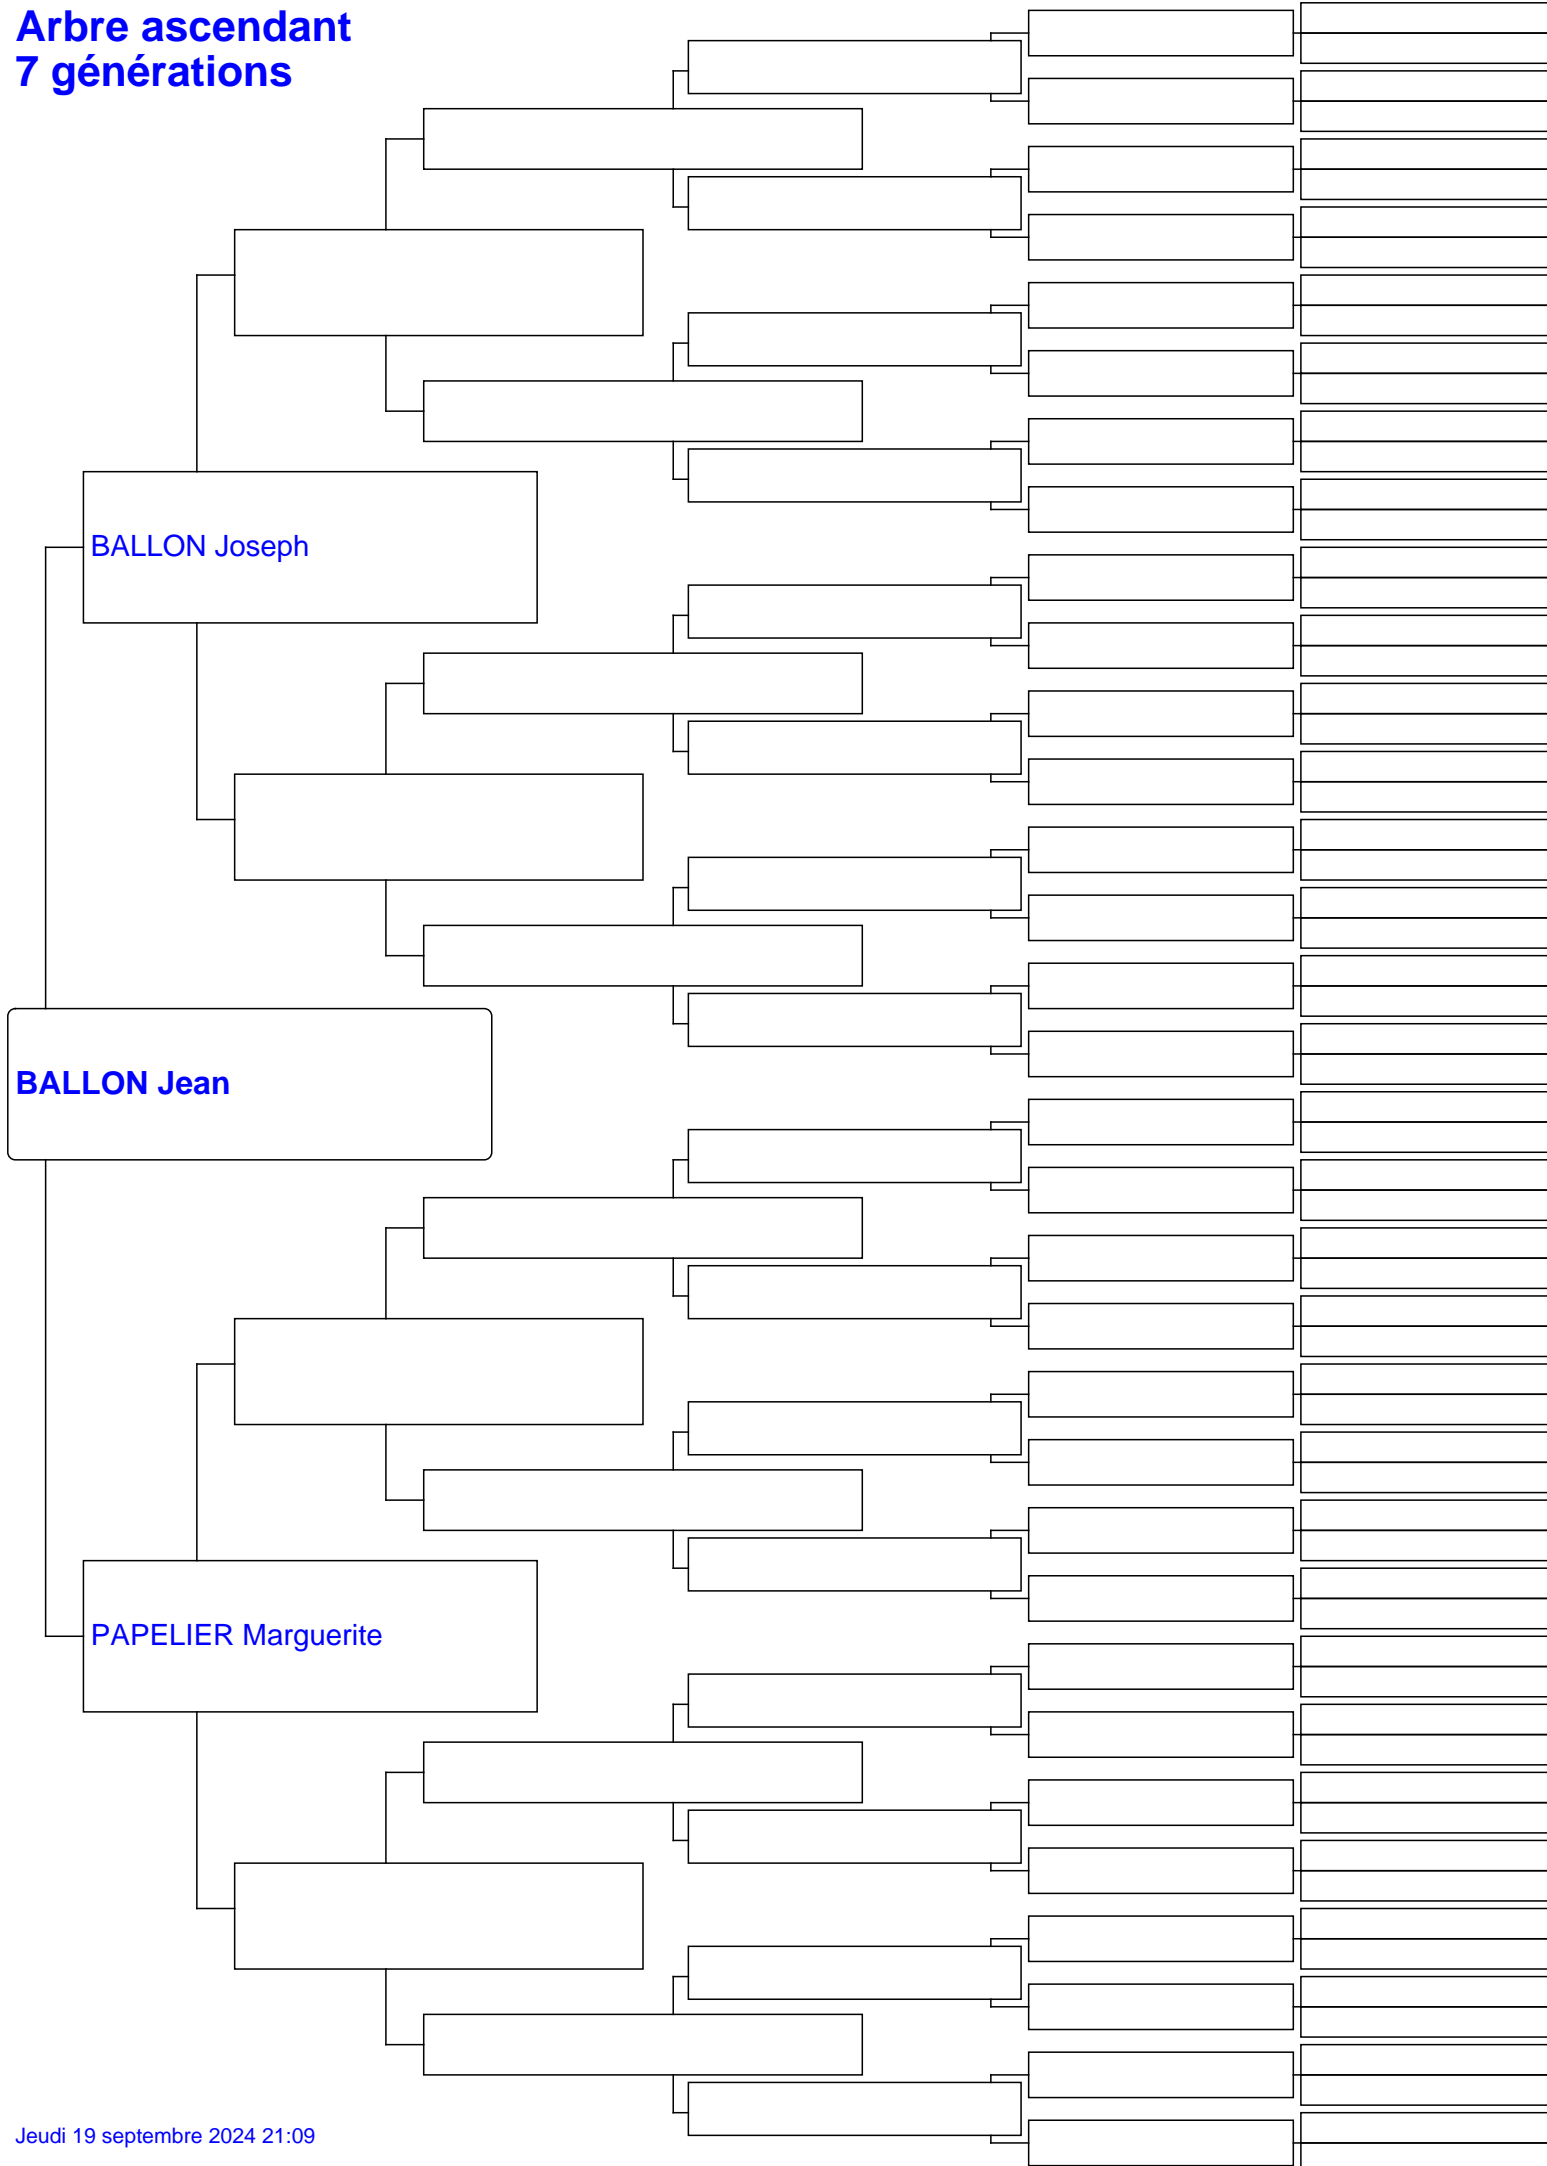 Arbre ascendant
7 générations
BALLON Joseph
BALLON Jean
PAPELIER Marguerite
Jeudi 19 septembre 2024 21:09